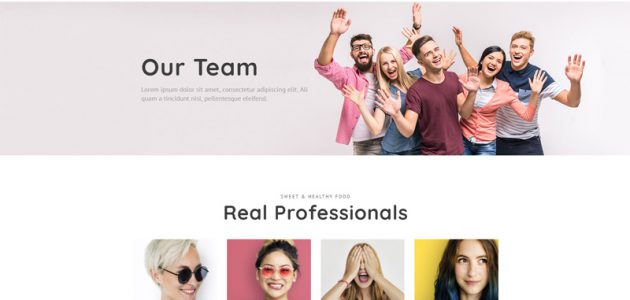 Our Team
Lorem ipsum dolor sit amet, consectetur adipiscing elit. Ali
quam a tincidunt nisi, pellentesque eleifend.
SWEET & HEALTHY FOOD
Real Professionals